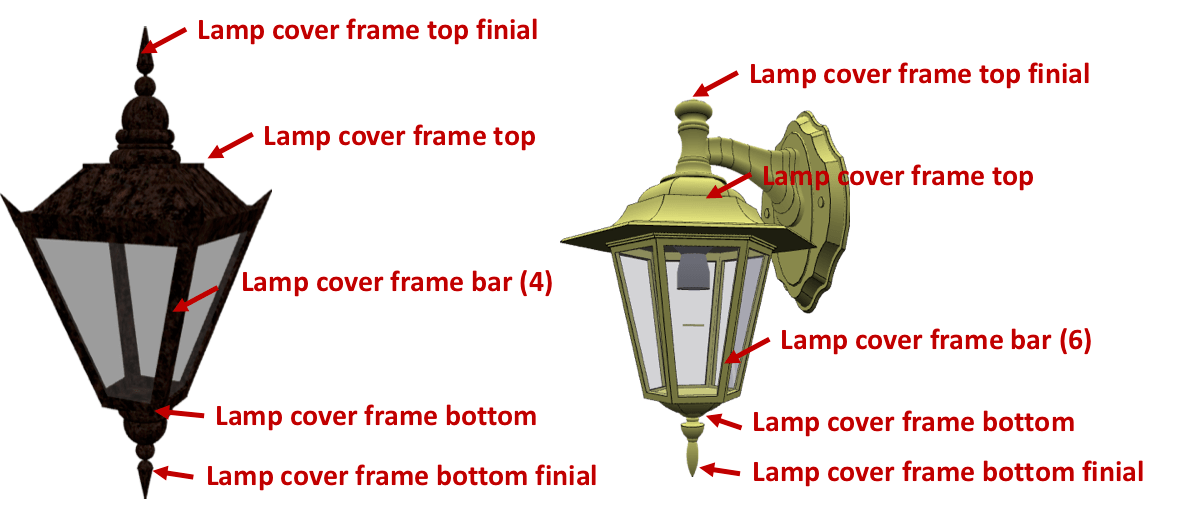 Lamp cover frame top finial
Lamp cover frame top
Lamp cover frame bar (4)
Lamp cover frame bottom
Lamp cover frame bottom finial
Lamp cover frame top finial
Lamp cover frame top
Lamp cover frame bar (6)
Lamp cover frame bottom
Lamp cover frame bottom finial